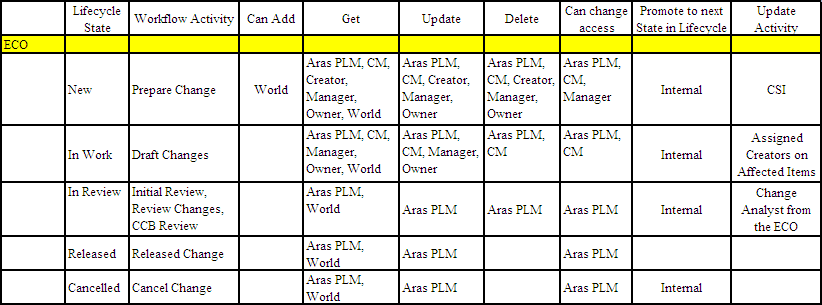 Lifecycle State Workflow Activity Can Add Get Update Delete Can change access Promote to next State in Lifecycle Update Activity
ECO
New Prepare Change World Aras PLM, CM, Creator, Manager, Owner, World Aras PLM, CM, Creator, Manager, Owner Aras PLM, CM, Creator, Manager, Owner Aras PLM, CM, Manager Internal CSI
In Work Draft Changes Aras PLM, CM, Manager, Owner, World Aras PLM, CM, Manager, Owner Aras PLM, CM Aras PLM, CM Internal Assigned Creators on Affected Items
In Review Initial Review, Review Changes, CCB Review Aras PLM, World Aras PLM Aras PLM Aras PLM Internal Change Analyst from the ECO
Released Released Change Aras PLM, World Aras PLM Aras PLM
Cancelled Cancel Change Aras PLM, World Aras PLM Aras PLM Internal